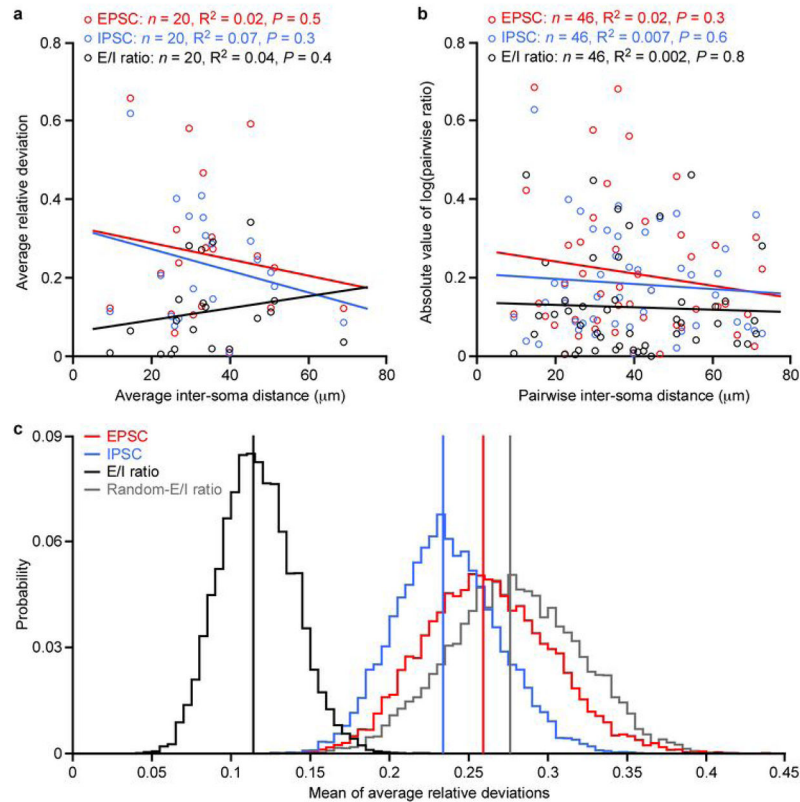 a
EPSC: n = 20, R² = 0.02, P = 0.5
IPSC: n = 20, R² = 0.07, P = 0.3
E/I ratio: n = 20, R² = 0.04, P = 0.4
0.8
0.6
0.4
0.2
0
Average relative deviation
0 20 40 60 80
Average inter-soma distance (μm)
b
EPSC: n = 46, R² = 0.02, P = 0.3
IPSC: n = 46, R² = 0.007, P = 0.6
E/I ratio: n = 46, R² = 0.002, P = 0.8
0.8
0.6
0.4
0.2
0
Absolute value of log(pairwise ratio)
0 20 40 60 80
Pairwise inter-soma distance (μm)
c
EPSC
IPSC
E/I ratio
Random-E/I ratio
0.09
0.06
0.03
0
Probability
0 0.05 0.1 0.15 0.2 0.25 0.3 0.35 0.4 0.45
Mean of average relative deviations